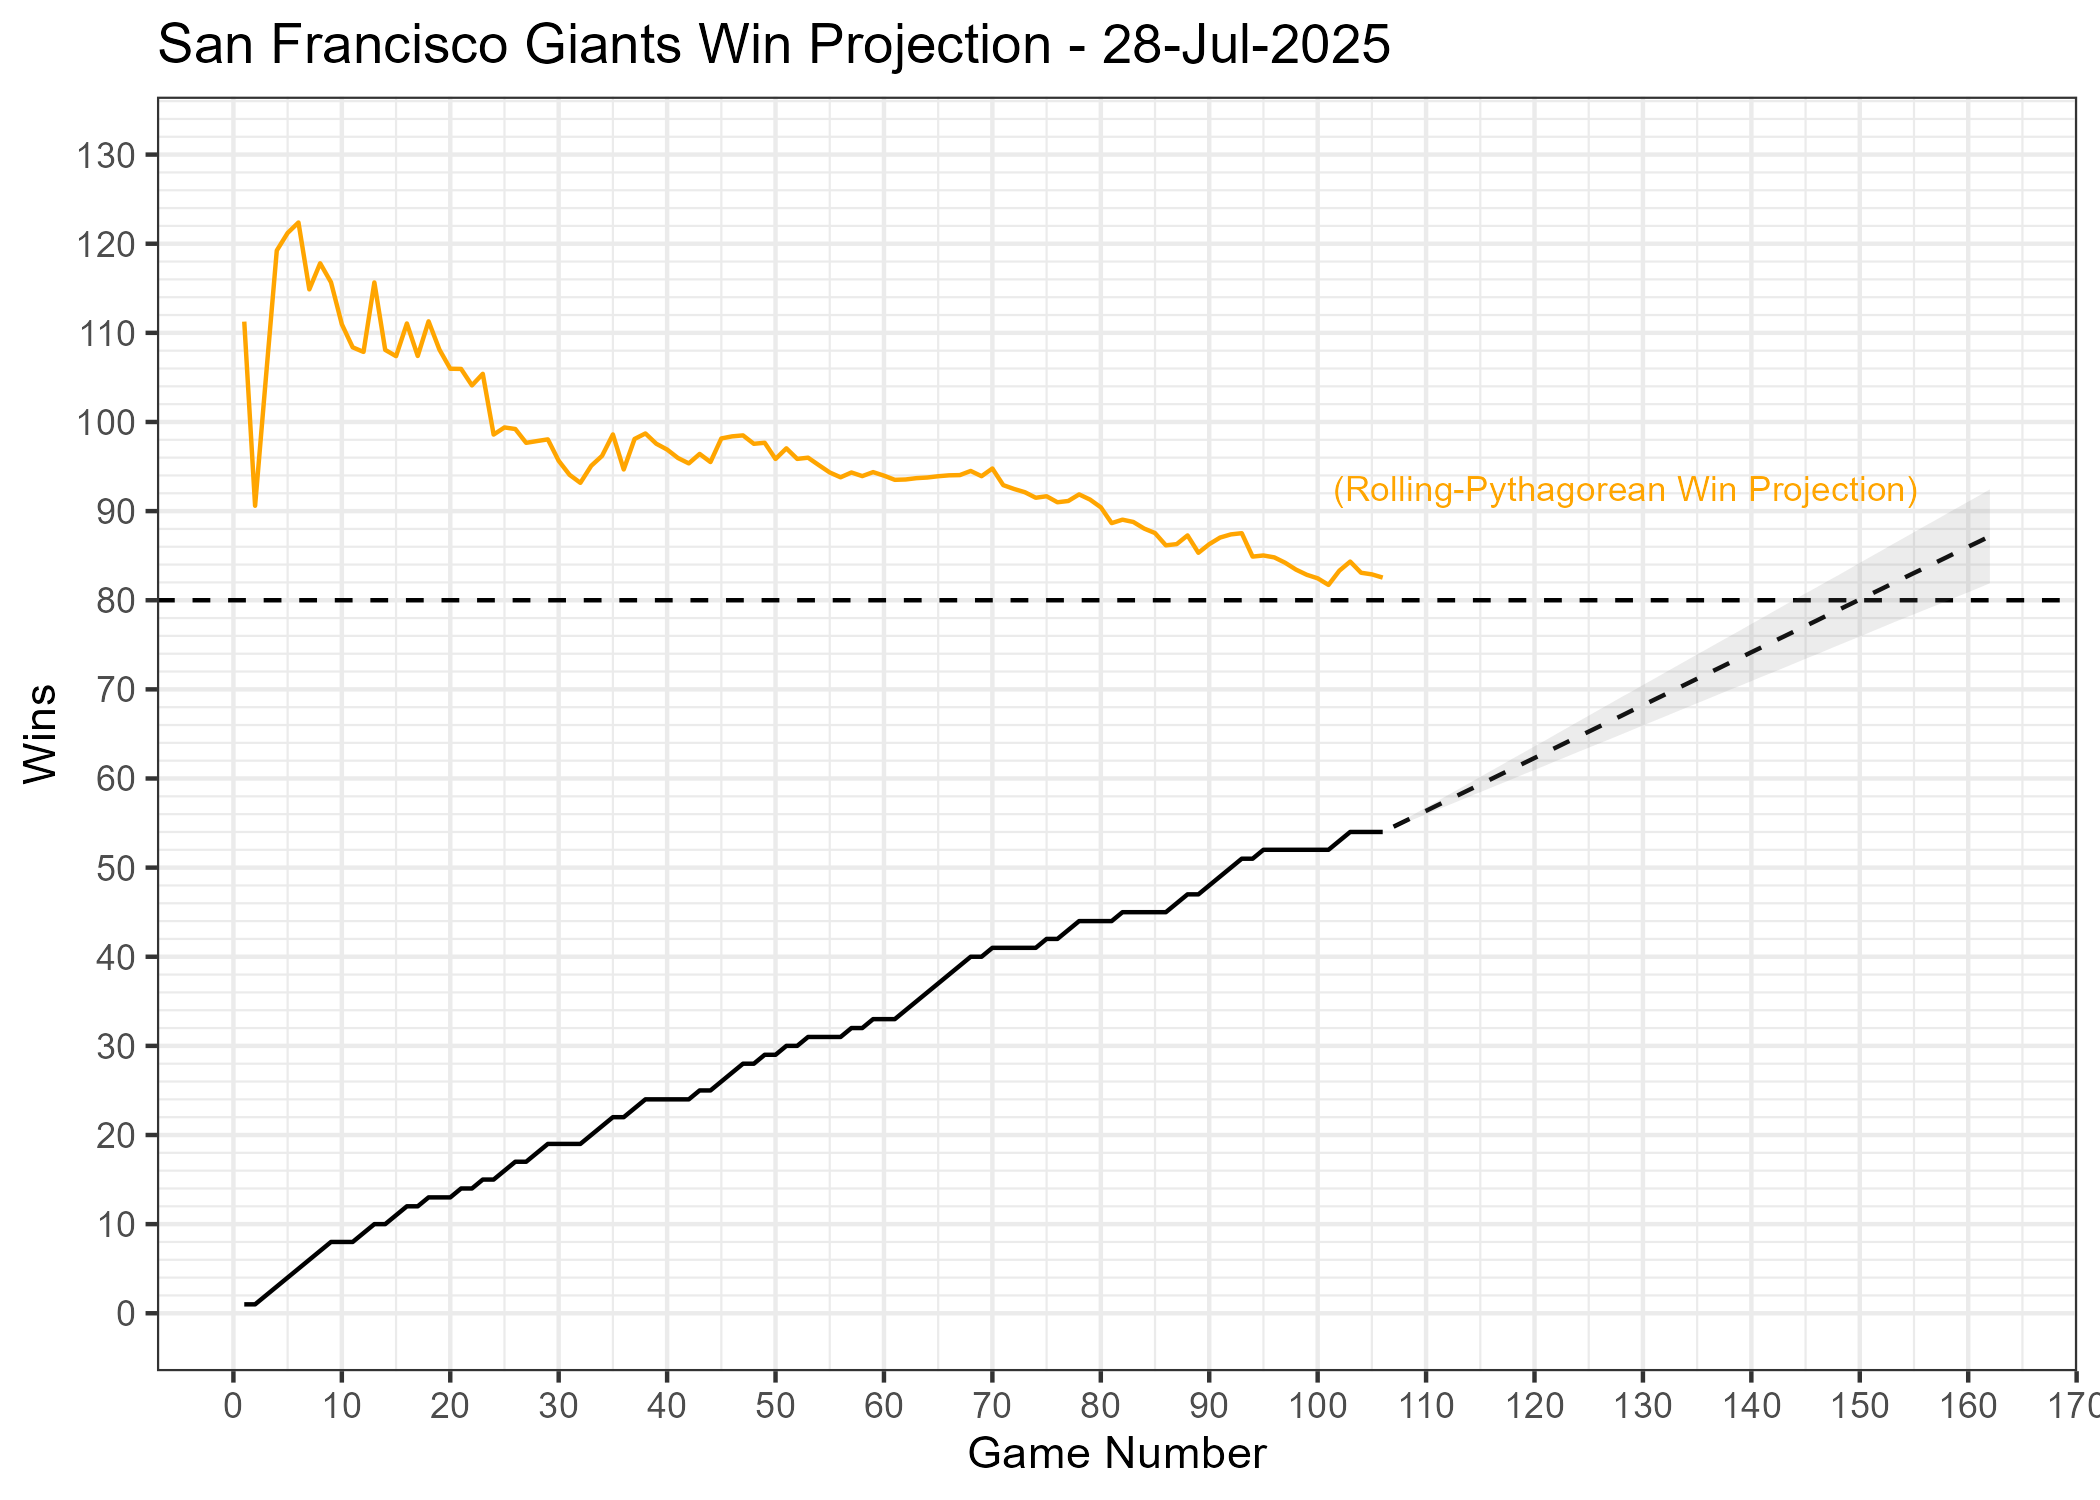 San Francisco Giants Win Projection - 28-Jul-2025
130
120
110
100
90
80
70
60
50
40
30
20
10
0
Wins
(Rolling-Pythagorean Win Projection)
0 10 20 30 40 50 60 70 80 90 100 110 120 130 140 150 160 170
Game Number